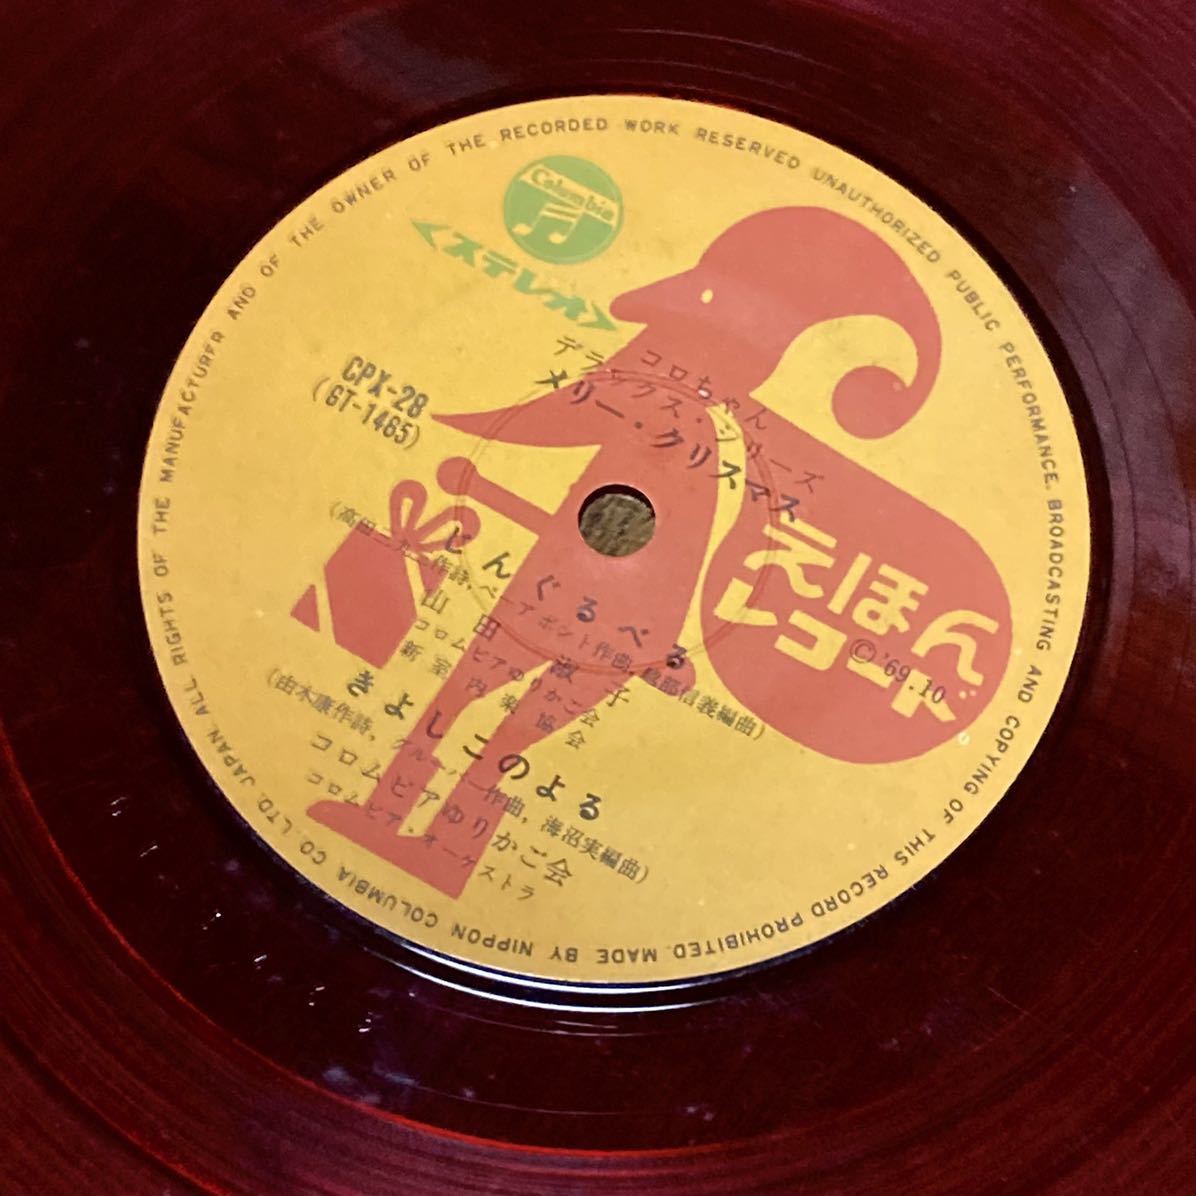 ALL RIGHTS OF THE MANUFACTURER AND OF THE OWNER OF THE RECORDED WORK RESERVED UNAUTHORIZED PUBLIC PERFORMANCE. BROADCASTING AND COPYING OF THIS RECORD PROHIBITED. MADE BY NIPPON COLUMBIA CO., LTD. JAPAN.
Columbia
<ステレオ>
CPX-28
(GT-1465)
コロちゃん
デラックス・シリーズ
メリー・クリスマス
えほん
レコード
Ⓒ '69.10
じんぐるべる
(高田三九三作詩, ペーアポント作曲, 服部信義編曲)
山田淑子
コロムビアゆりかご会
新室内楽協会
きよしこのよる
(由木康作詩, グルーバー作曲, 海沼実編曲)
コロムビアゆりかご会
コロムビア・オーケストラ